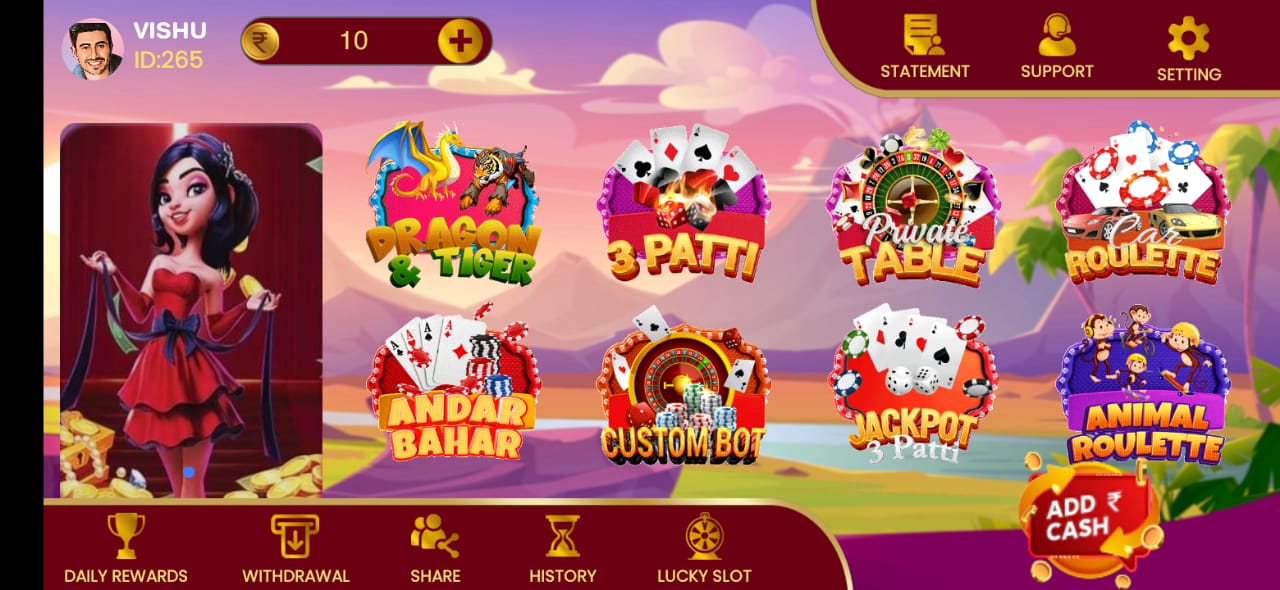 VISHU
ID:265
₹
10
STATEMENT
SUPPORT
SETTING
DRAGON
& TIGER
3 PATTI
Private
TABLE
Car
ROULETTE
ANDAR
BAHAR
CUSTOM BOT
JACKPOT
3 Patti
ANIMAL
ROULETTE
ADD ₹
CASH
DAILY REWARDS
WITHDRAWAL
SHARE
HISTORY
LUCKY SLOT